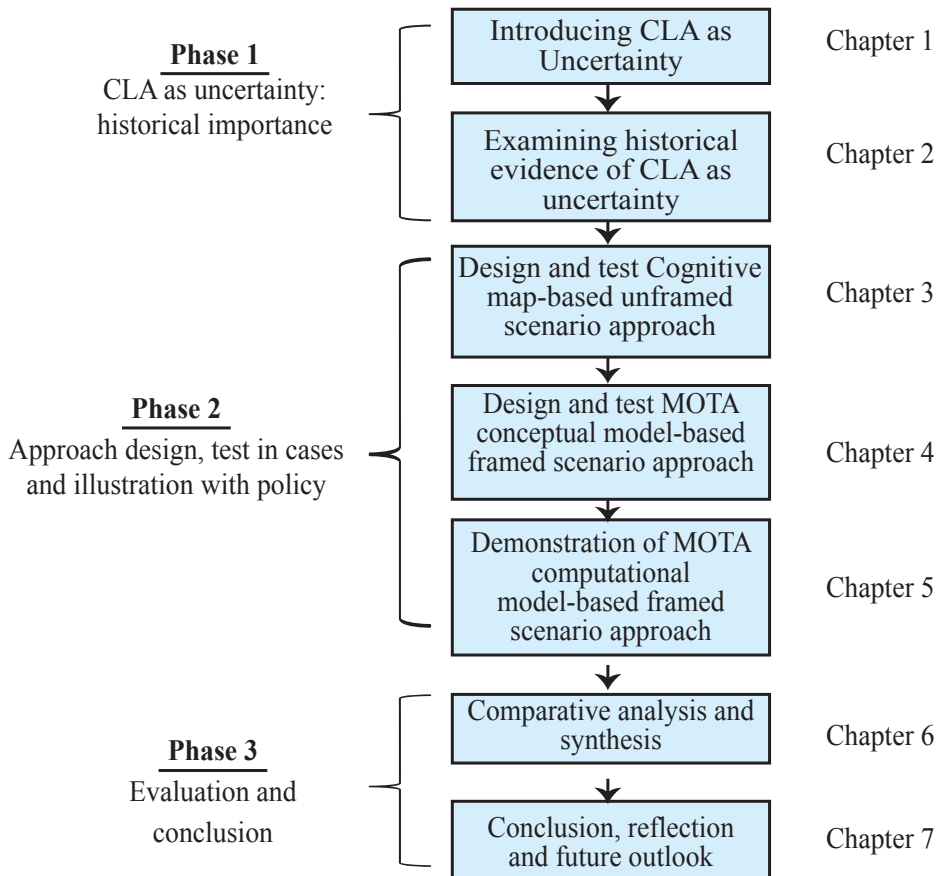 Phase 1
CLA as uncertainty:
historical importance
Introducing CLA as
Uncertainty
Chapter 1
Examining historical
evidence of CLA as
uncertainty
Chapter 2
Phase 2
Approach design, test in cases
and illustration with policy
Design and test Cognitive
map-based unframed
scenario approach
Chapter 3
Design and test MOTA
conceptual model-based
framed scenario approach
Chapter 4
Demonstration of MOTA
computational
model-based framed
scenario approach
Chapter 5
Phase 3
Evaluation and
conclusion
Comparative analysis and
synthesis
Chapter 6
Conclusion, reflection
and future outlook
Chapter 7